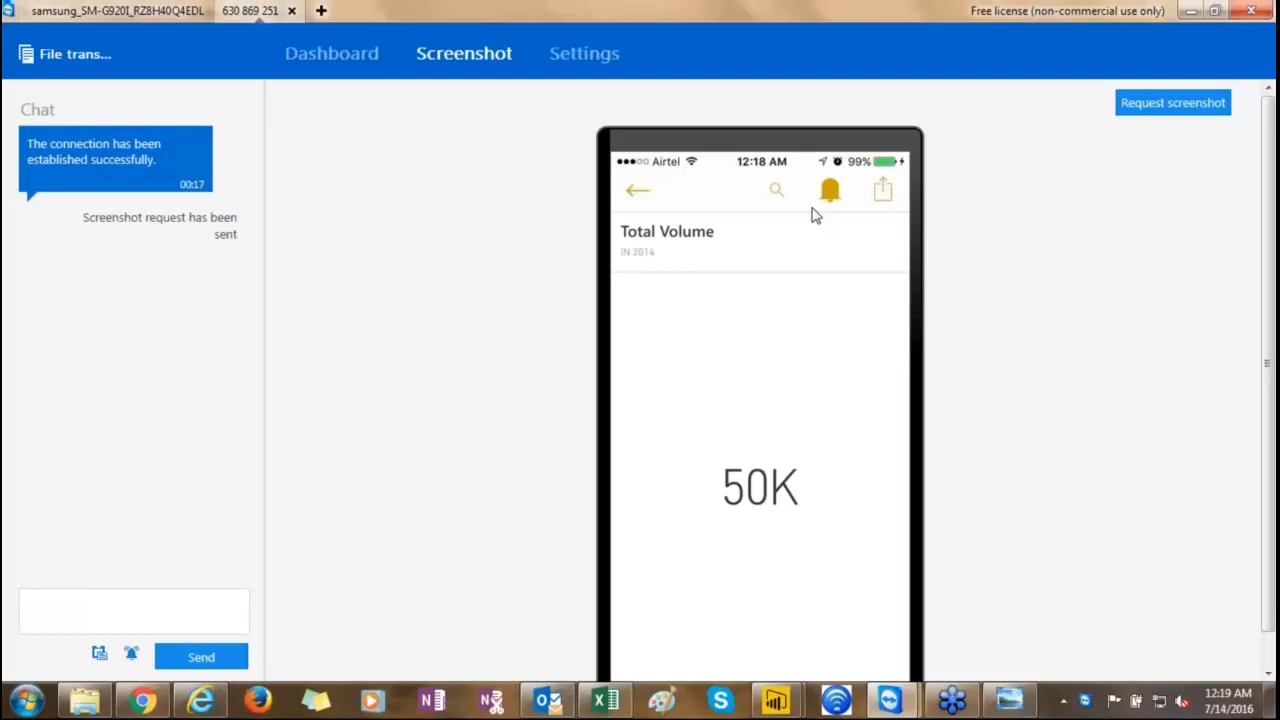 samsung_SM-G920I_RZ8H40Q4EDL
630 869 251
Free license (non-commercial use only)
File trans...
Dashboard
Screenshot
Settings
Chat
Request screenshot
The connection has been
established successfully.
00:17
Screenshot request has been
sent
Airtel
12:18 AM
99%
Total Volume
IN 2014
50K
Send
12:19 AM
7/14/2016